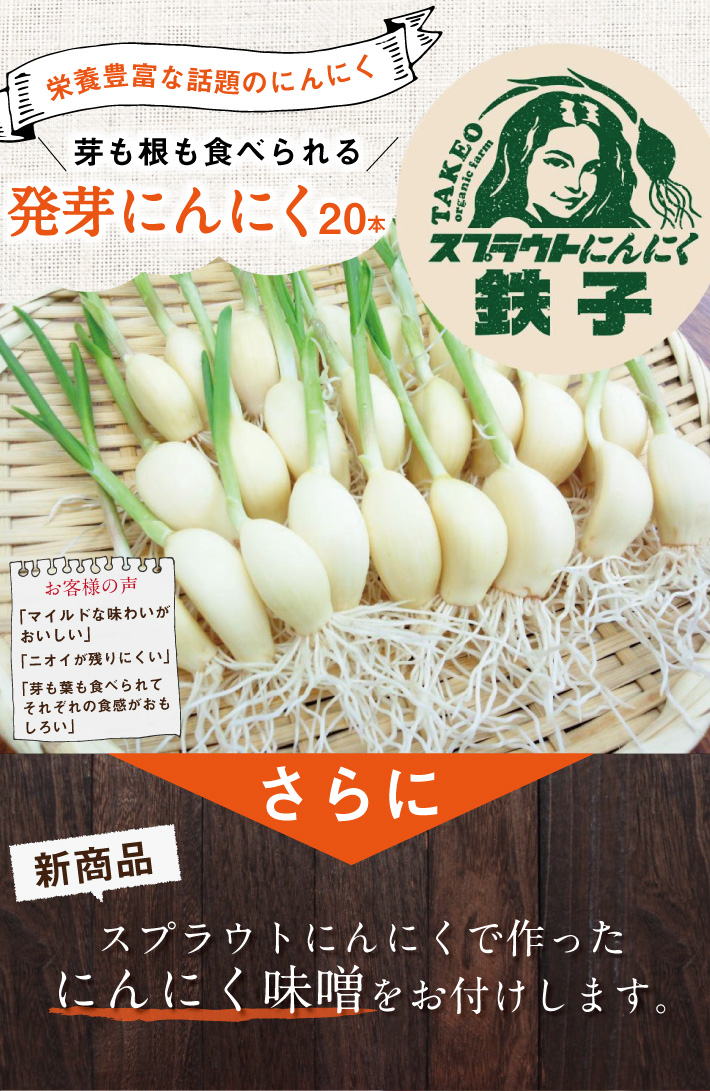 栄養豊富な話題のにんにく
芽も根も食べられる
発芽にんにく20本
TAKEO
organic farm
スプラウトにんにく
鉄子
お客様の声
「マイルドな味わいが
おいしい」
「ニオイが残りにくい」
「芽も葉も食べられて
それぞれの食感がおも
しろい」
さらに
新商品
スプラウトにんにくで作った
にんにく味噌をお付けします。